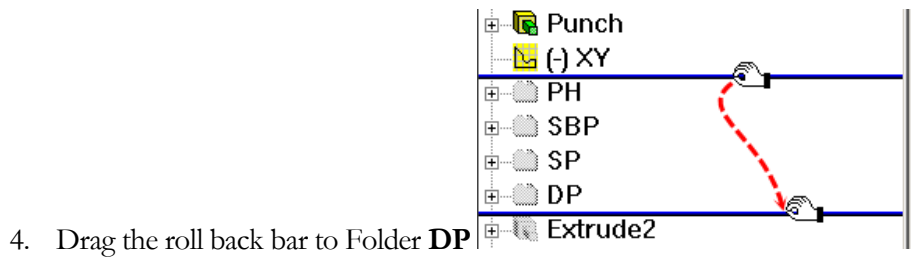 Punch
(-) XY
PH
SBP
SP
DP
Extrude2
4. Drag the roll back bar to Folder DP